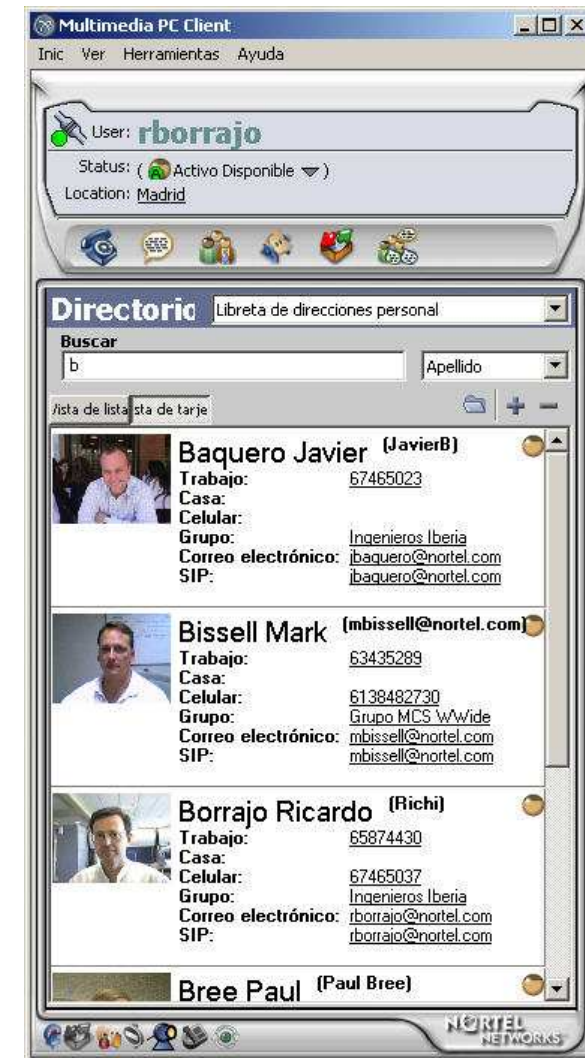 Multimedia PC Client
Inic Ver Herramientas Ayuda
User: rborrajo
Status: ( Activo Disponible )
Location: Madrid
Directorio Libreta de direcciones personal
Buscar
b Apellido
Vista de lista sta de tarje
Baquero Javier (JavierB)
Trabajo: 67465023
Casa:
Celular:
Grupo: Ingenieros Iberia
Correo electrónico: jbaquero@nortel.com
SIP: jbaquero@nortel.com
Bissell Mark (mbissell@nortel.com)
Trabajo: 63435289
Casa:
Celular: 6138482730
Grupo: Grupo MCS WWide
Correo electrónico: mbissell@nortel.com
SIP: mbissell@nortel.com
Borrajo Ricardo (Richi)
Trabajo: 65874430
Casa:
Celular: 67465037
Grupo: Ingenieros Iberia
Correo electrónico: rborrajo@nortel.com
SIP: rborrajo@nortel.com
Bree Paul (Paul Bree)
NORTEL
NETWORKS